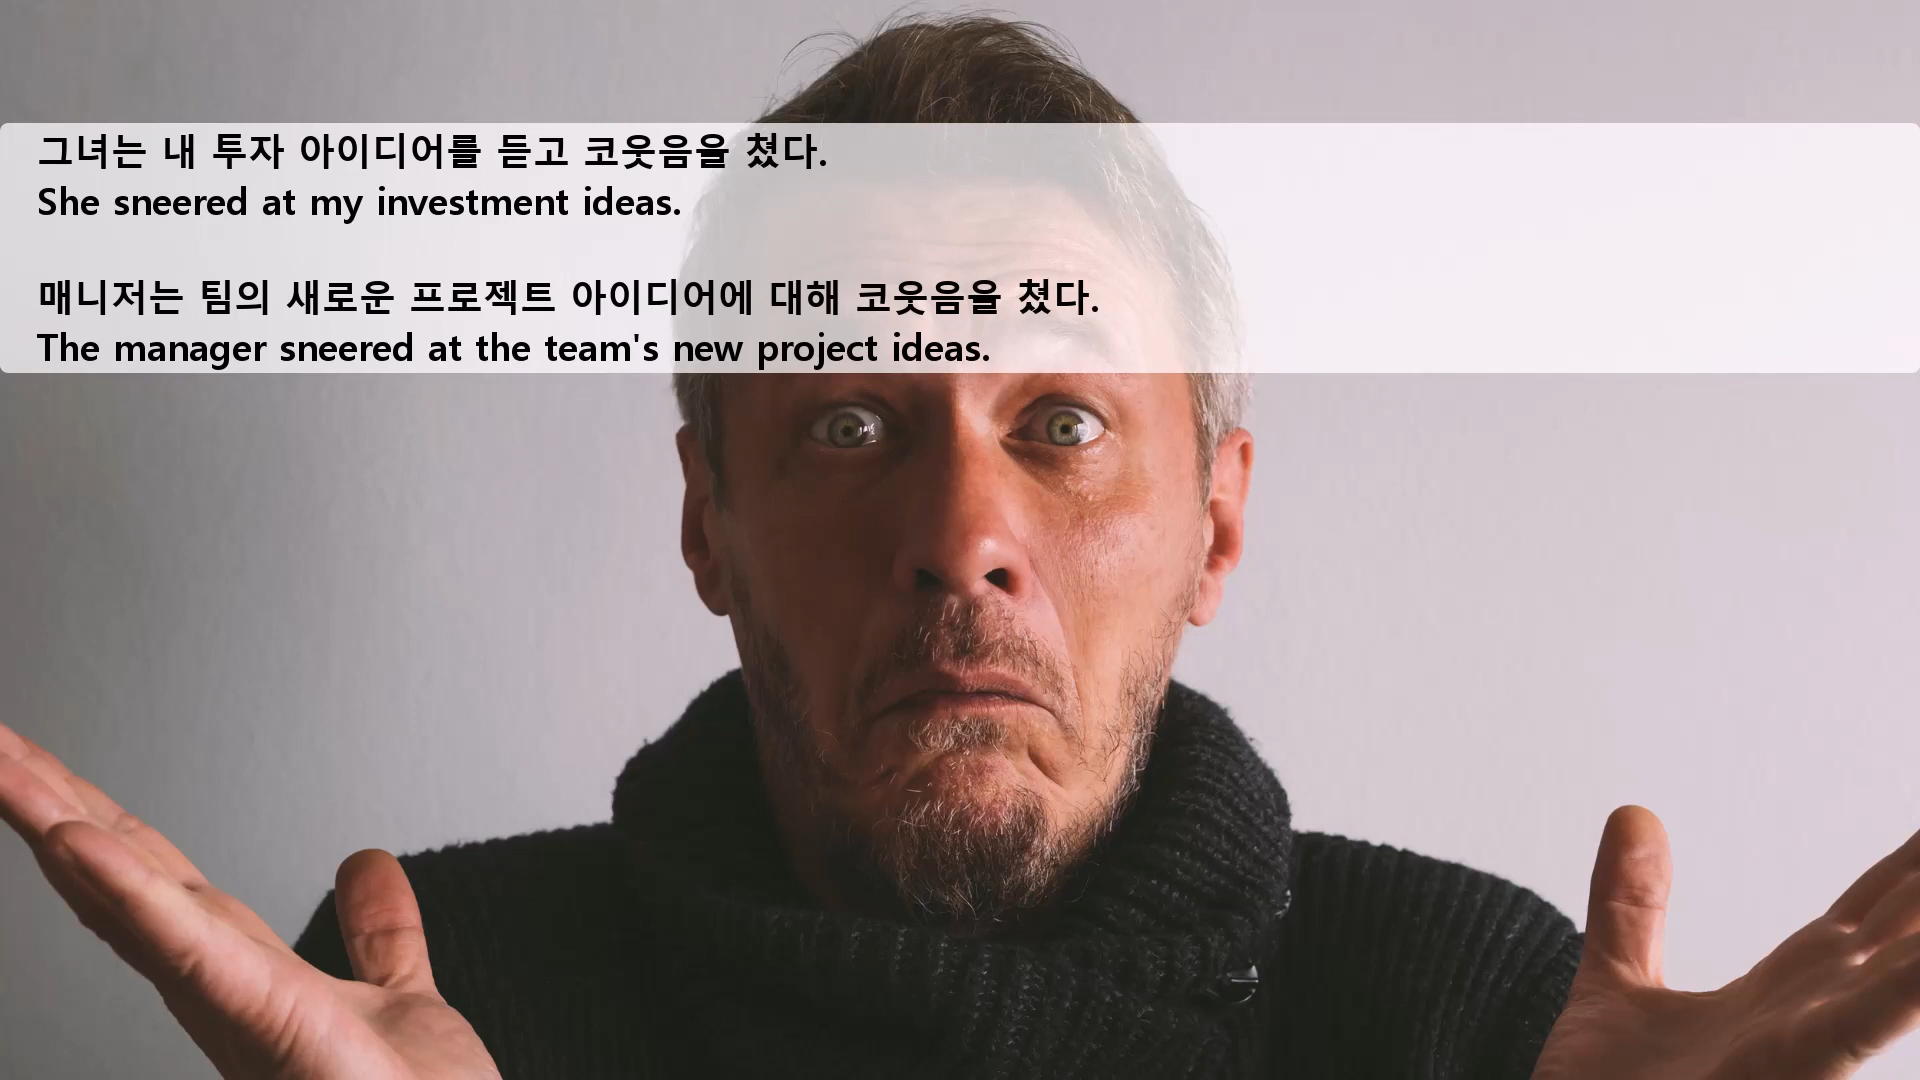 그녀는 내 투자 아이디어를 듣고 코웃음을 쳤다.
She sneered at my investment ideas.
매니저는 팀의 새로운 프로젝트 아이디어에 대해 코웃음을 쳤다.
The manager sneered at the team's new project ideas.